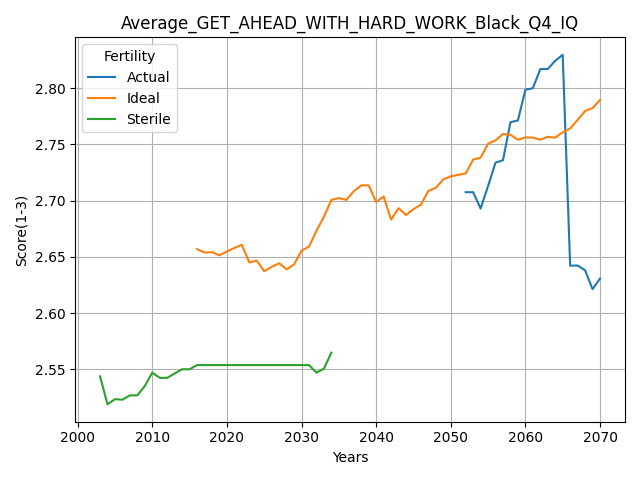 Average_GET_AHEAD_WITH_HARD_WORK_Black_Q4_IQ
Fertility
Actual
Ideal
Sterile
Score(1-3)
2.80
2.75
2.70
2.65
2.60
2.55
2000 2010 2020 2030 2040 2050 2060 2070
Years